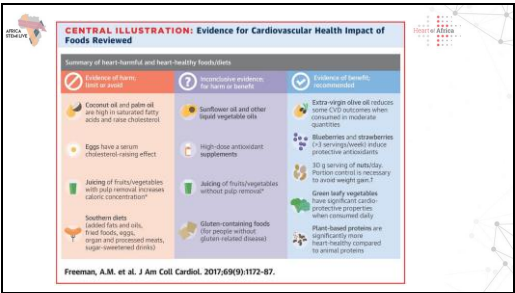 AFRICA
STEMI LIVE
Heart of Africa
CENTRAL ILLUSTRATION: Evidence for Cardiovascular Health Impact of
Foods Reviewed
Summary of heart-harmful and heart-healthy foods/diets
Evidence of harm;
limit or avoid
Coconut oil and palm oil
are high in saturated fatty
acids and raise cholesterol
Eggs have a serum
cholesterol-raising effect
Juicing of fruits/vegetables
with pulp removal increases
caloric concentration*
Southern diets
(added fats and oils,
fried foods, eggs,
organ and processed meats,
sugar-sweetened drinks)
Inconclusive evidence;
for harm or benefit
Sunflower oil and other
liquid vegetable oils
High-dose antioxidant
supplements
Juicing of fruits/vegetables
without pulp removal*
Gluten-containing foods
(for people without
gluten-related disease)
Evidence of benefit;
recommended
Extra-virgin olive oil reduces
some CVD outcomes when
consumed in moderate
quantities
Blueberries and strawberries
(>3 servings/week) induce
protective antioxidants
30 g serving of nuts/day.
Portion control is necessary
to avoid weight gain.†
Green leafy vegetables
have significant cardio-
protective properties
when consumed daily
Plant-based proteins are
significantly more
heart-healthy compared
to animal proteins
Freeman, A.M. et al. J Am Coll Cardiol. 2017;69(9):1172-87.